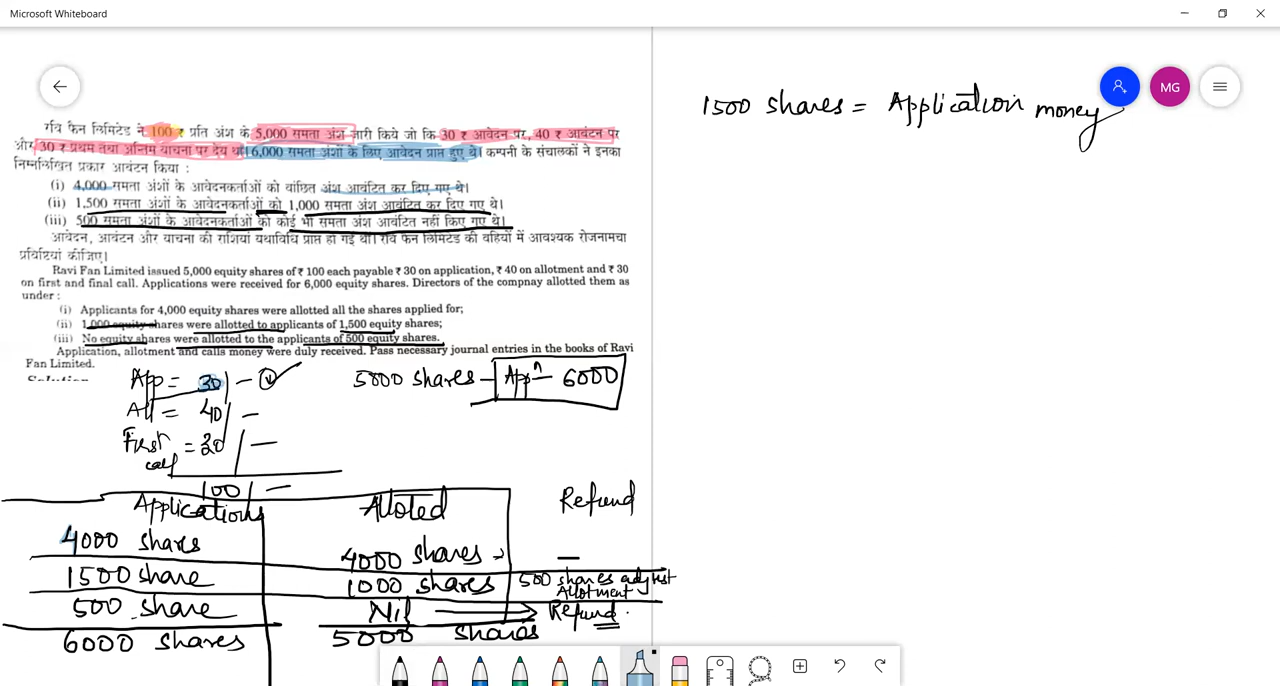 Microsoft Whiteboard
MG
रवि फैन लिमिटेड ने 100 ₹ प्रति अंश के 5,000 समता अंश जारी किये जो कि 30 ₹ आवेदन पर, 40 ₹ आबंटन पर
और 30 ₹ प्रथम तथा अन्तिम याचना पर देय था। 6,000 समता अंशों के लिए आवेदन प्राप्त हुए थे। कम्पनी के संचालकों ने इनका
निम्नलिखित प्रकार आबंटन किया :
(i) 4,000 समता अंशों के आवेदनकर्ताओं को वांछित अंश आबंटित कर दिए गए थे।
(ii) 1,500 समता अंशों के आवेदनकर्ताओं को 1,000 समता अंश आबंटित कर दिए गए थे।
(iii) 500 समता अंशों के आवेदनकर्ताओं को कोई भी समता अंश आबंटित नहीं किए गए थे।
आवेदन, आबंटन और याचना की राशियां यथाविधि प्राप्त हो गई थीं। रवि फैन लिमिटेड की बहियों में आवश्यक रोजनामचा
प्रविष्टियां कीजिए।
Ravi Fan Limited issued 5,000 equity shares of ₹ 100 each payable ₹ 30 on application, ₹ 40 on allotment and ₹ 30
on first and final call. Applications were received for 6,000 equity shares. Directors of the compnay allotted them as
under :
(i) Applicants for 4,000 equity shares were allotted all the shares applied for;
(ii) 1,000 equity shares were allotted to applicants of 1,500 equity shares;
(iii) No equity shares were allotted to the applicants of 500 equity shares.
Application, allotment and calls money were duly received. Pass necessary journal entries in the books of Ravi
Fan Limited.
App = 30/-
All = 40/-
First call = 30/-
100/-
5000 shares - Appn 6000
Applications Alloted Refund
4000 shares 4000 shares -
1500 share 1000 shares 500 shares adjust Allotment
500 share Nil Refund
6000 shares 5000 shares
1500 shares = Application money